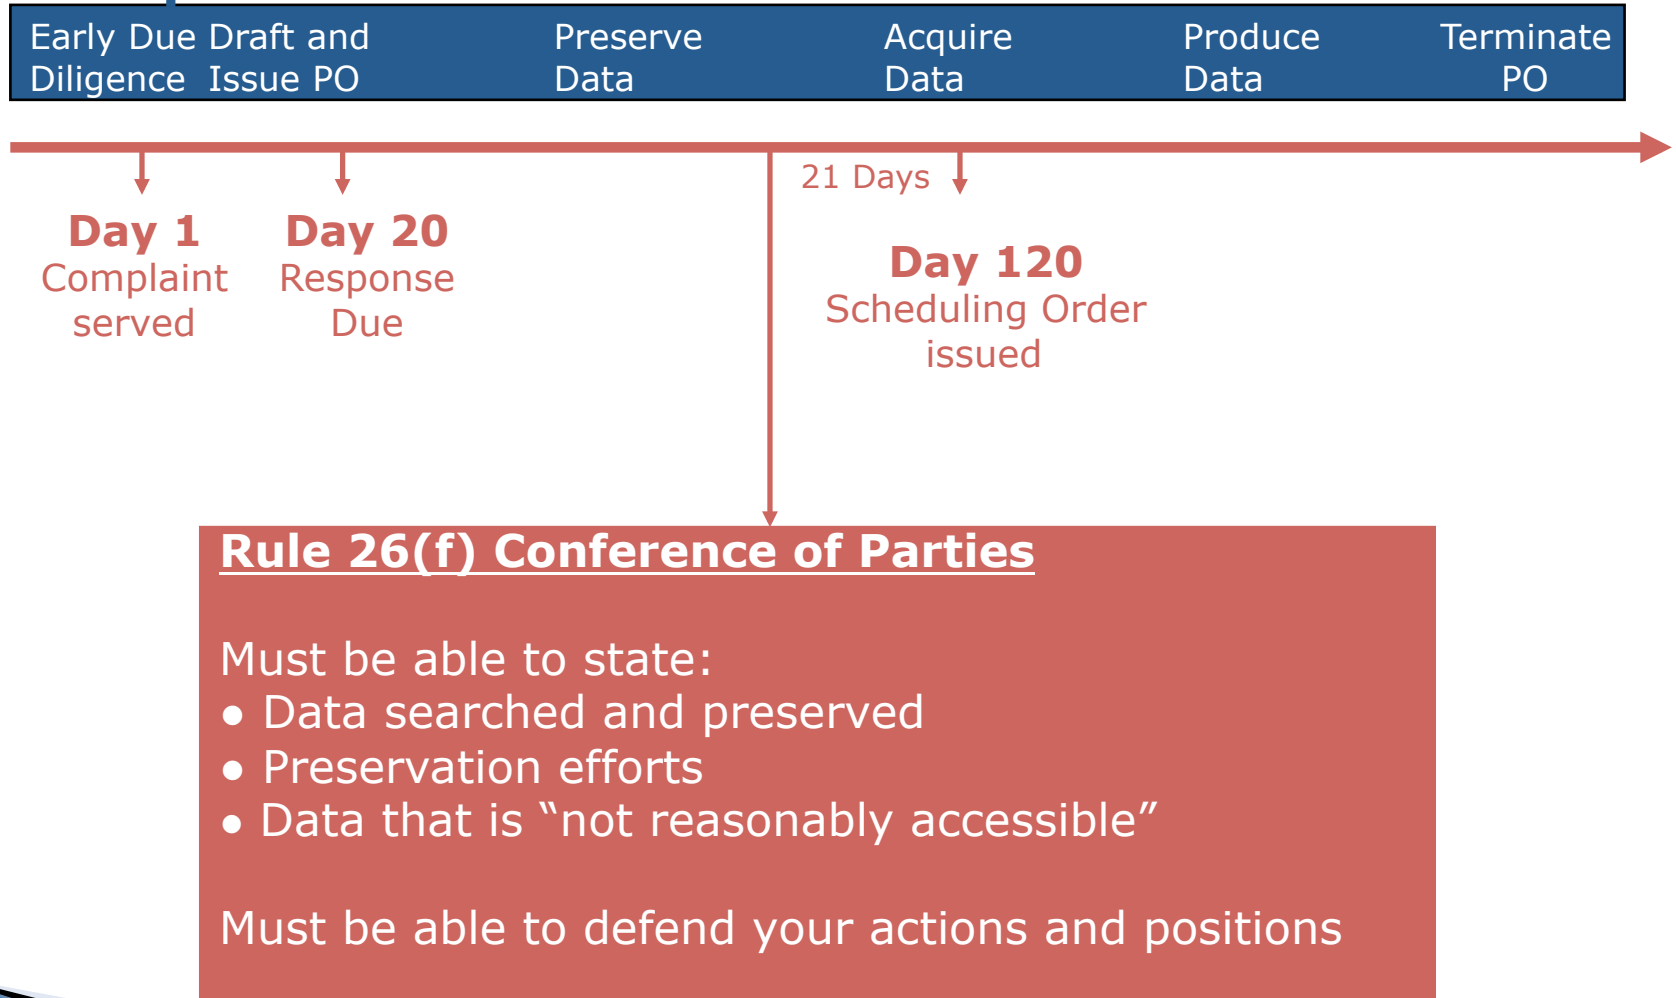 Early Due Diligence
Draft and Issue PO
Preserve Data
Acquire Data
Produce Data
Terminate PO
21 Days
Day 1
Complaint
served
Day 20
Response
Due
Day 120
Scheduling Order
issued
Rule 26(f) Conference of Parties
Must be able to state:
● Data searched and preserved
● Preservation efforts
● Data that is “not reasonably accessible”
Must be able to defend your actions and positions